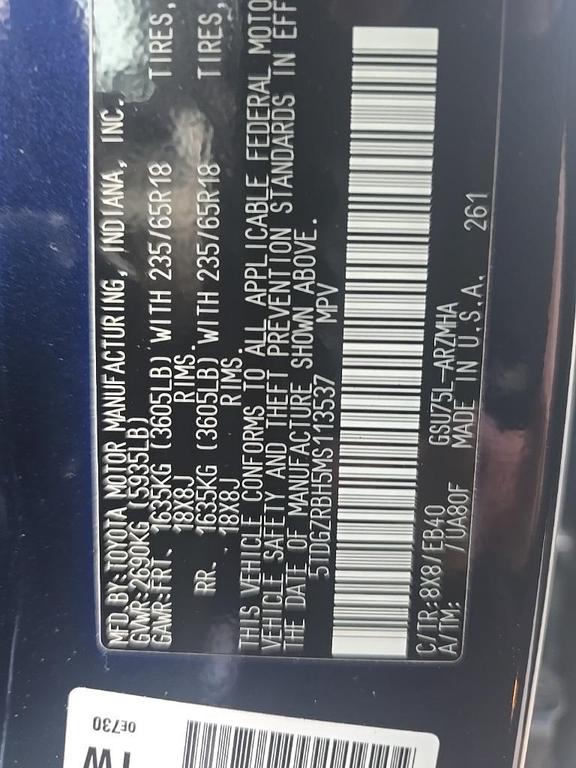 MFD.BY:TOYOTA MOTOR MANUFACTURING, INDIANA, INC.
GVWR:2690KG (5935LB)
GAWR:FRT. 1635KG (3605LB) WITH 235/65R18 TIRES,
18X8J RIMS.
RR. 1635KG (3605LB) WITH 235/65R18 TIRES,
18X8J RIMS.
THIS VEHICLE CONFORMS TO ALL APPLICABLE FEDERAL MOTO
VEHICLE SAFETY AND THEFT PREVENTION STANDARDS IN EFF
THE DATE OF MANUFACTURE SHOWN ABOVE.
5TDGZRBH5MS113537 MPV
C/TR:8X8/EB40 GSU75L-ARZMHA
A/TM: /UA80F MADE IN U.S.A. 261
0E730
TW